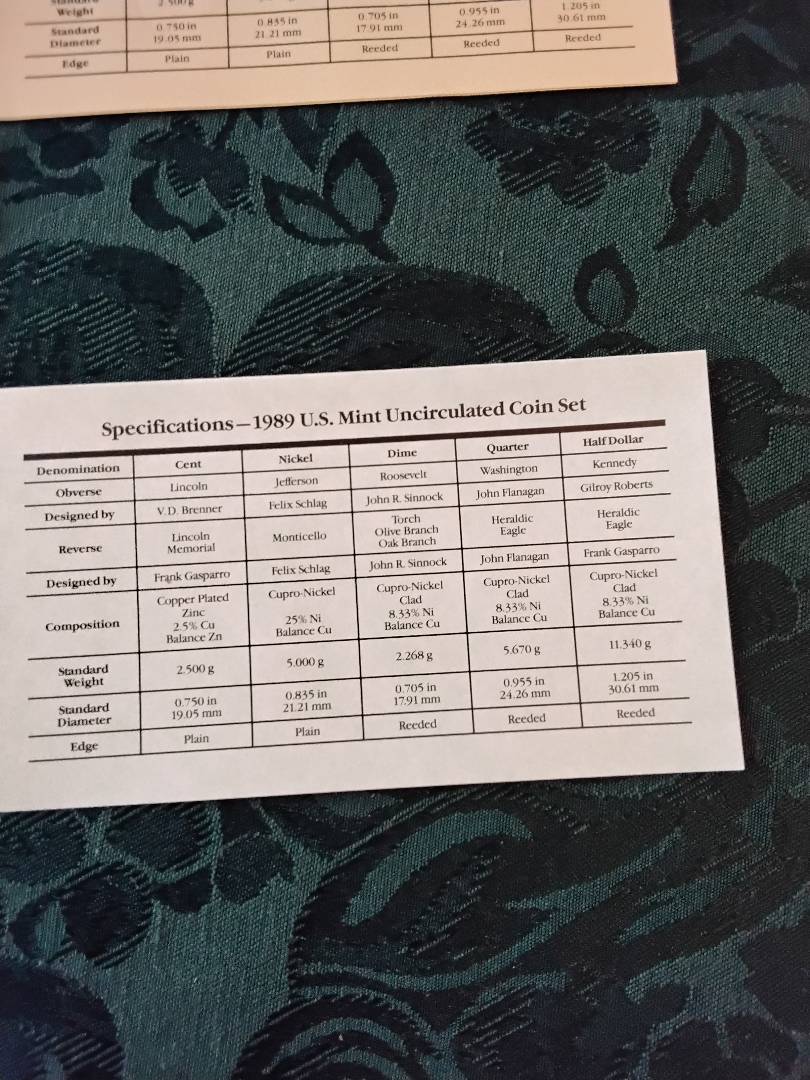 Weight
Standard
Diameter
0.750 in
19.05 mm
0.835 in
21.21 mm
0.705 in
17.91 mm
0.955 in
24.26 mm
1.205 in
30.61 mm
Edge Plain Plain Reeded Reeded Reeded
Specifications—1989 U.S. Mint Uncirculated Coin Set
Denomination Cent Nickel Dime Quarter Half Dollar
Obverse Lincoln Jefferson Roosevelt Washington Kennedy
Designed by V.D. Brenner Felix Schlag John R. Sinnock John Flanagan Gilroy Roberts
Reverse
Lincoln
Memorial
Monticello
Torch
Olive Branch
Oak Branch
Heraldic
Eagle
Heraldic
Eagle
Designed by Frank Gasparro Felix Schlag John R. Sinnock John Flanagan Frank Gasparro
Composition
Copper Plated
Zinc
2.5% Cu
Balance Zn
Cupro-Nickel
25% Ni
Balance Cu
Cupro-Nickel
Clad
8.33% Ni
Balance Cu
Cupro-Nickel
Clad
8.33% Ni
Balance Cu
Cupro-Nickel
Clad
8.33% Ni
Balance Cu
Standard
Weight
2.500 g 5.000 g 2.268 g 5.670 g 11.340 g
Standard
Diameter
0.750 in
19.05 mm
0.835 in
21.21 mm
0.705 in
17.91 mm
0.955 in
24.26 mm
1.205 in
30.61 mm
Edge Plain Plain Reeded Reeded Reeded